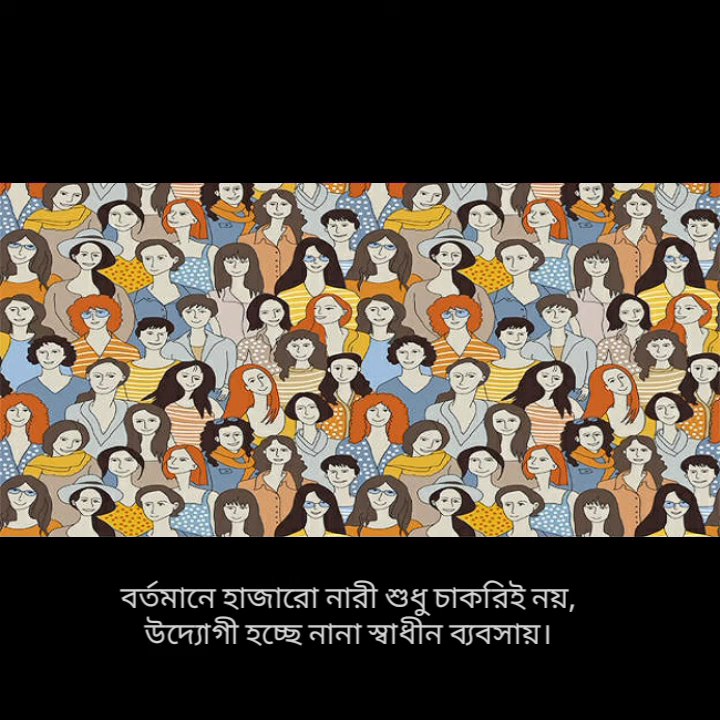 বর্তমানে হাজারো নারী শুধু চাকরিই নয়,
উদ্যোগী হচ্ছে নানা স্বাধীন ব্যবসায়।